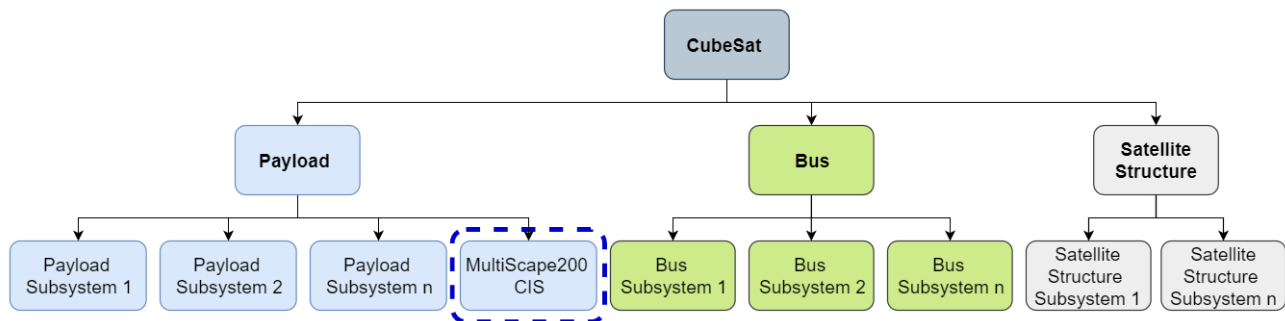 CubeSat
Payload
Bus
Satellite
Structure
Payload
Subsystem 1
Payload
Subsystem 2
Payload
Subsystem n
MultiScape200
CIS
Bus
Subsystem 1
Bus
Subsystem 2
Bus
Subsystem n
Satellite
Structure
Subsystem 1
Satellite
Structure
Subsystem n